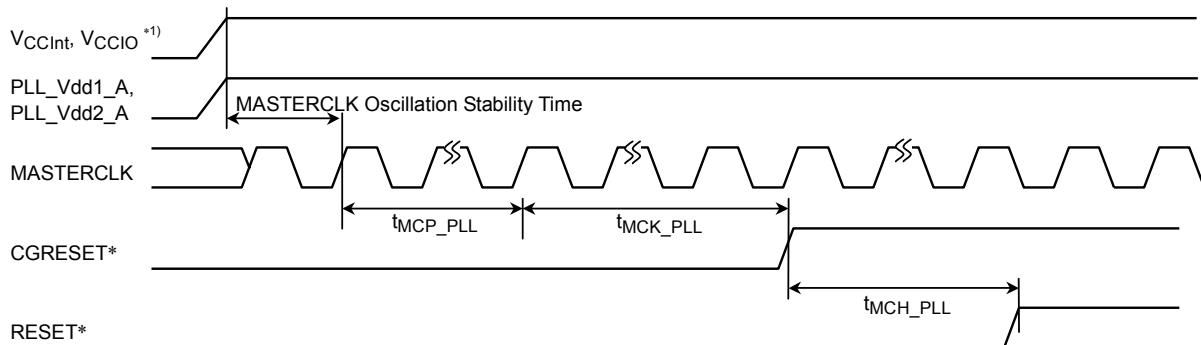 VCCInt, VCCIO *1)
PLL_Vdd1_A,
PLL_Vdd2_A
MASTERCLK Oscillation Stability Time
MASTERCLK
tMCP_PLL
tMCK_PLL
CGRESET*
tMCH_PLL
RESET*